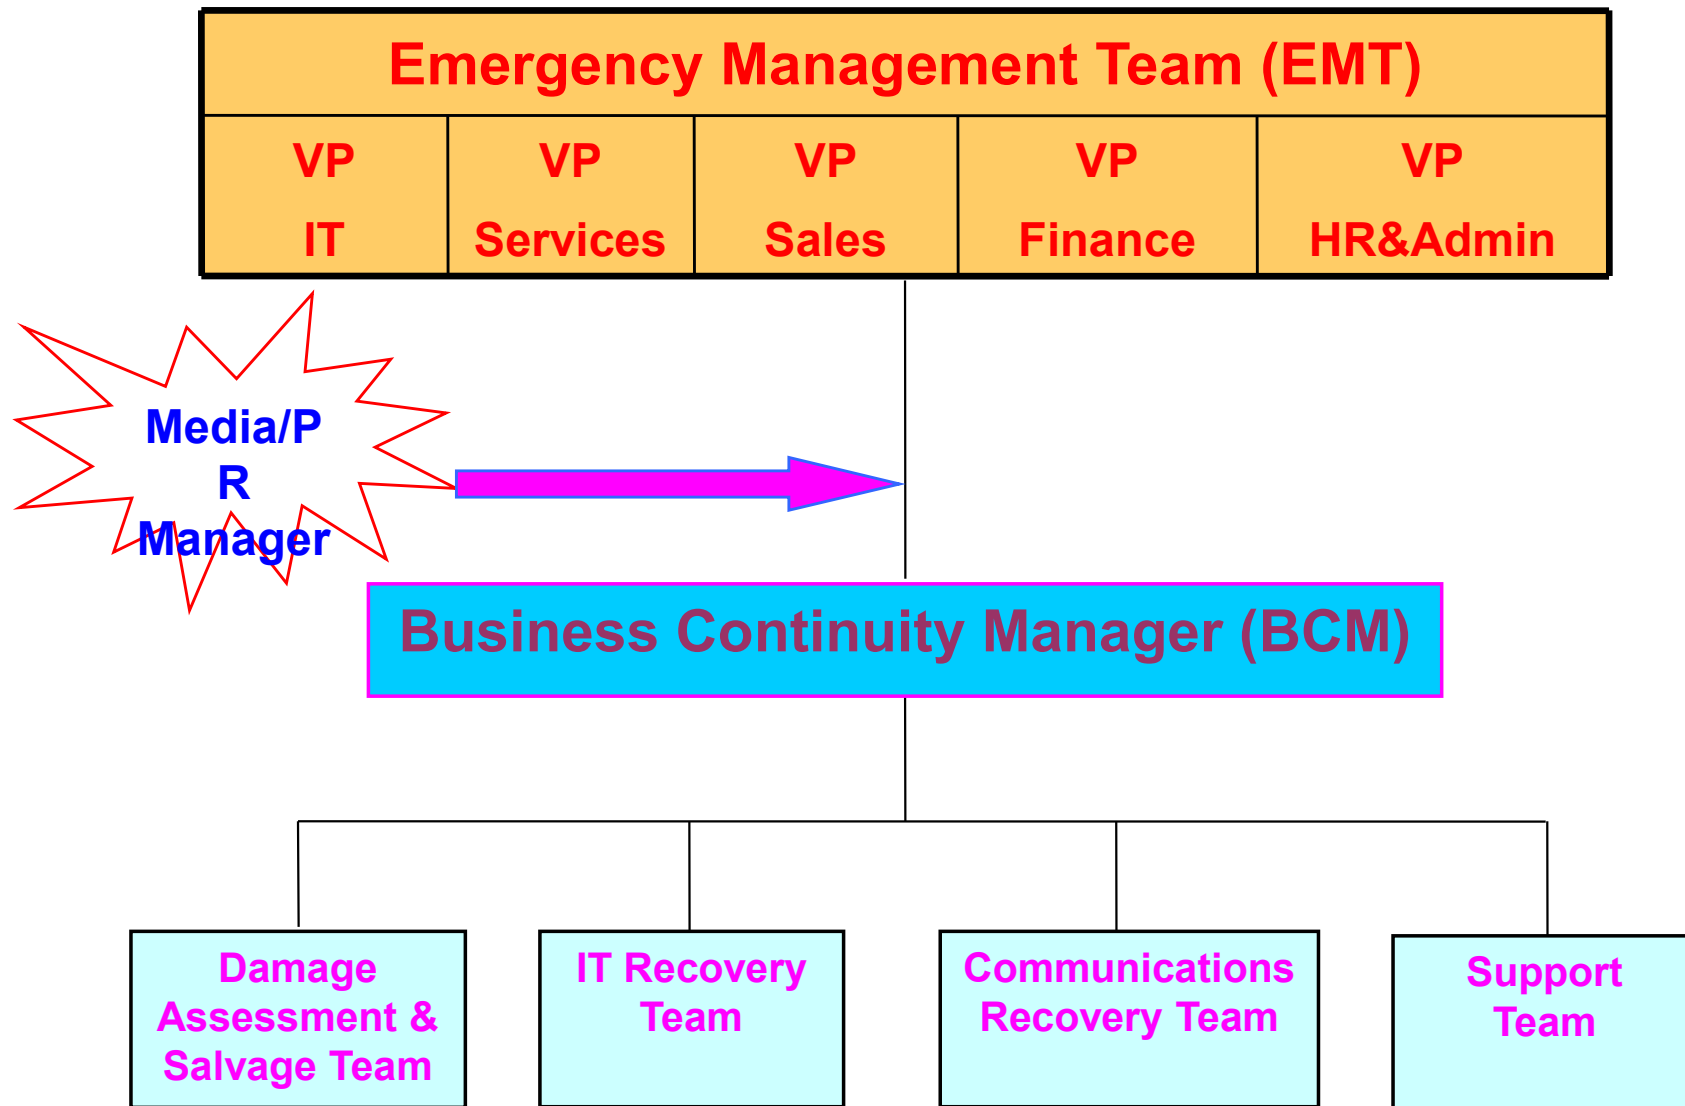 Emergency Management Team (EMT)
VP
IT
VP
Services
VP
Sales
VP
Finance
VP
HR&Admin
Media/P
R
Manager
Business Continuity Manager (BCM)
Damage
Assessment &
Salvage Team
IT Recovery
Team
Communications
Recovery Team
Support
Team